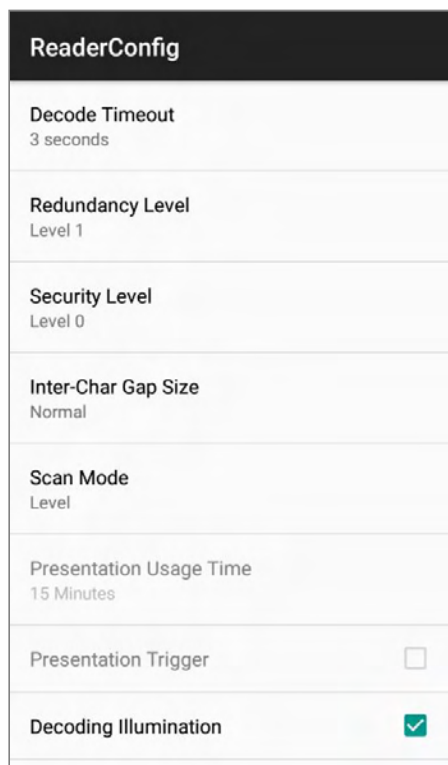 ReaderConfig
Decode Timeout
3 seconds
Redundancy Level
Level 1
Security Level
Level 0
Inter-Char Gap Size
Normal
Scan Mode
Level
Presentation Usage Time
15 Minutes
Presentation Trigger
Decoding Illumination